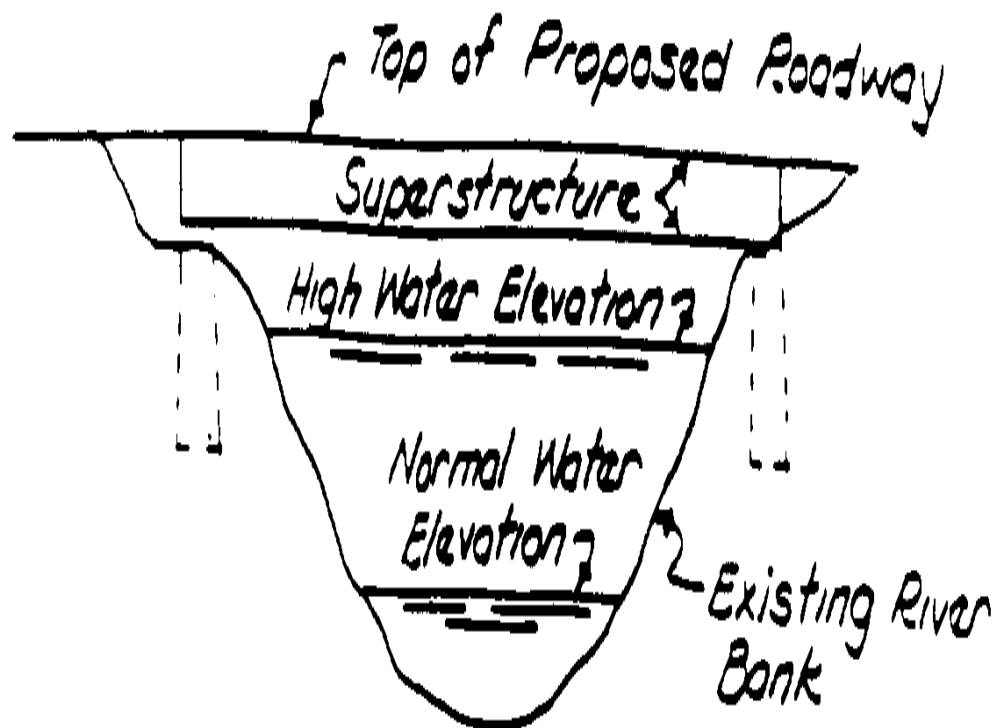 Top of Proposed Roadway
Superstructure
High Water Elevation
Normal Water
Elevation
Existing River
Bank